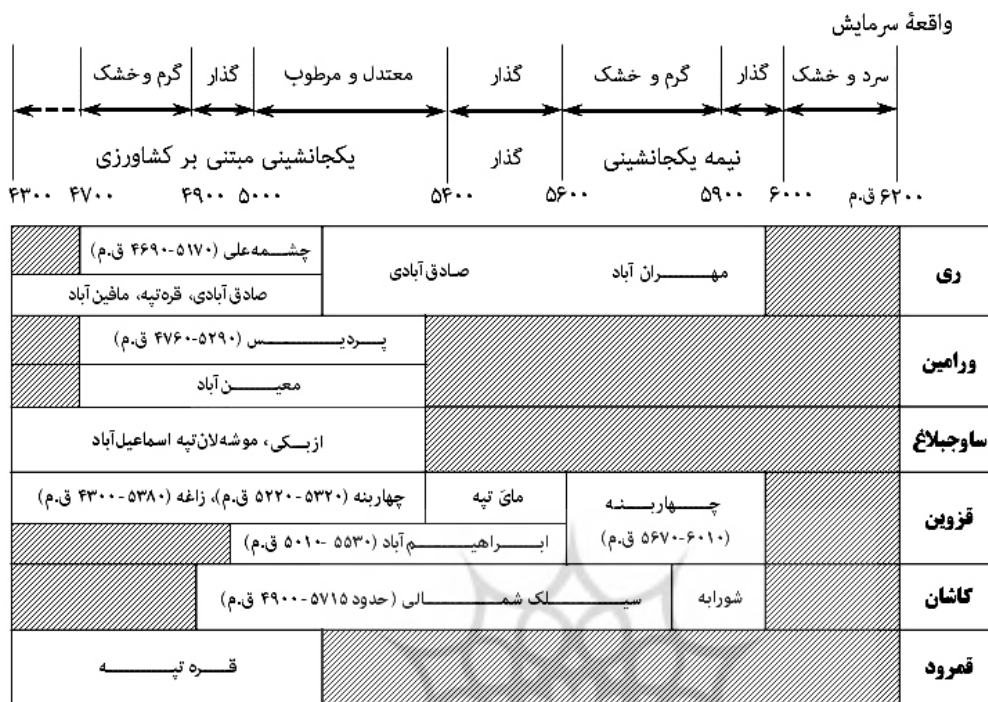 واقعهٔ سرمایش
سرد و خشک گذار گرم و خشک گذار معتدل و مرطوب گذار گرم و خشک
نیمه یکجانشینی گذار یکجانشینی مبتنی بر کشاورزی
۶۲۰۰ ق.م ۶۰۰۰ ۵۹۰۰ ۵۶۰۰ ۵۴۰۰ ۵۰۰۰ ۴۹۰۰ ۴۷۰۰ ۴۳۰۰
ری
مهران آباد صادق‌آبادی
چشمه‌علی (۵۱۷۰-۴۶۹۰ ق.م)
صادق‌آبادی، قره‌تپه، مافین‌آباد
ورامین
پردیس (۵۲۹۰-۴۷۶۰ ق.م)
معین‌آباد
ساوجبلاغ
ازبکی، موشه‌لان‌تپه اسماعیل‌آباد
قزوین
چهاربنه
(۶۰۱۰-۵۶۷۰ ق.م)
مای تپه
چهاربنه (۵۳۲۰-۵۲۲۰ ق.م)، زاغه (۵۳۸۰-۴۳۰۰ ق.م)
ابراهیم‌آباد (۵۵۳۰-۵۰۱۰ ق.م)
کاشان
شورابه
سیلک شمالی (حدود ۵۷۱۵-۴۹۰۰ ق.م)
قمرود
قره تپه